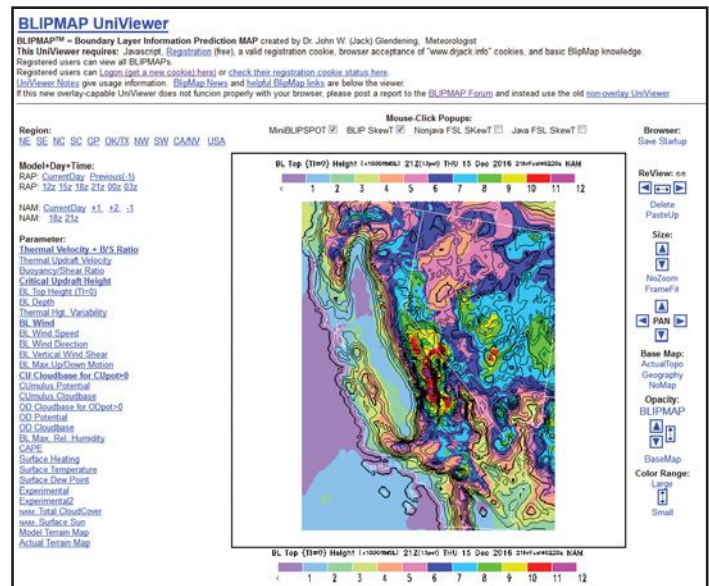 BLIPMAP UniViewer
BLIPMAP™ = Boundary Layer Information Prediction MAP created by Dr. John W. (Jack) Glendening, Meteorologist
This UniViewer requires: Javascript, Registration (free), a valid registration cookie, browser acceptance of "www.drjack.info" cookies, and basic BlipMap knowledge.
Registered users can view all BLIPMAPs.
Registered users can Logon (get a new cookie) here) or check their registration cookie status here.
UniViewer Notes give usage information. BlipMap News and helpful BlipMap links are below the viewer.
If this new overlay-capable UniViewer does not funcion properly with your browser, please post a report to the BLIPMAP Forum and instead use the old non-overlay UniViewer.
Mouse-Click Popups:
MiniBLIPSPOT BLIP SkewT Nonjava FSL SKewT Java FSL SkewT
Region:
NE SE NC SC GP OK/TX NW SW CA/NV USA
Model+Day+Time:
RAP: CurrentDay Previous(-1)
RAP: 12z 15z 18z 21z 00z 03z
NAM: CurrentDay +1 +2 -1
NAM: 18z 21z
Parameter:
Thermal Velocity + B/S Ratio
Thermal Updraft Velocity
Buoyancy/Shear Ratio
Critical Updraft Height
BL Top Height (TI=0)
BL Depth
Thermal Hgt. Variability
BL Wind
BL Wind Speed
BL Wind Direction
BL Vertical Wind Shear
BL Max Up/Down Motion
CU Cloudbase for CUpot>0
CUmulus Potential
CUmulus Cloudbase
OD Cloudbase for ODpot>0
OD Potential
OD Cloudbase
BL Max. Rel. Humidity
CAPE
Surface Heating
Surface Temperature
Surface Dew Point
Experimental
Experimental2
NAM: Total CloudCover
NAM: Surface Sun
Model Terrain Map
Actual Terrain Map
BL Top (TI=0) Height 21Z THU 15 Dec 2016 NAM
< 1 2 3 4 5 6 7 8 9 10 11 12
BL Top (TI=0) Height 21Z THU 15 Dec 2016 NAM
< 1 2 3 4 5 6 7 8 9 10 11 12
Browser:
Save Startup
ReView: 6/6
Delete
PasteUp
Size:
NoZoom
FrameFit
PAN
Base Map:
ActualTopo
Geography
NoMap
Opacity:
BLIPMAP
BaseMap
Color Range:
Large
Small